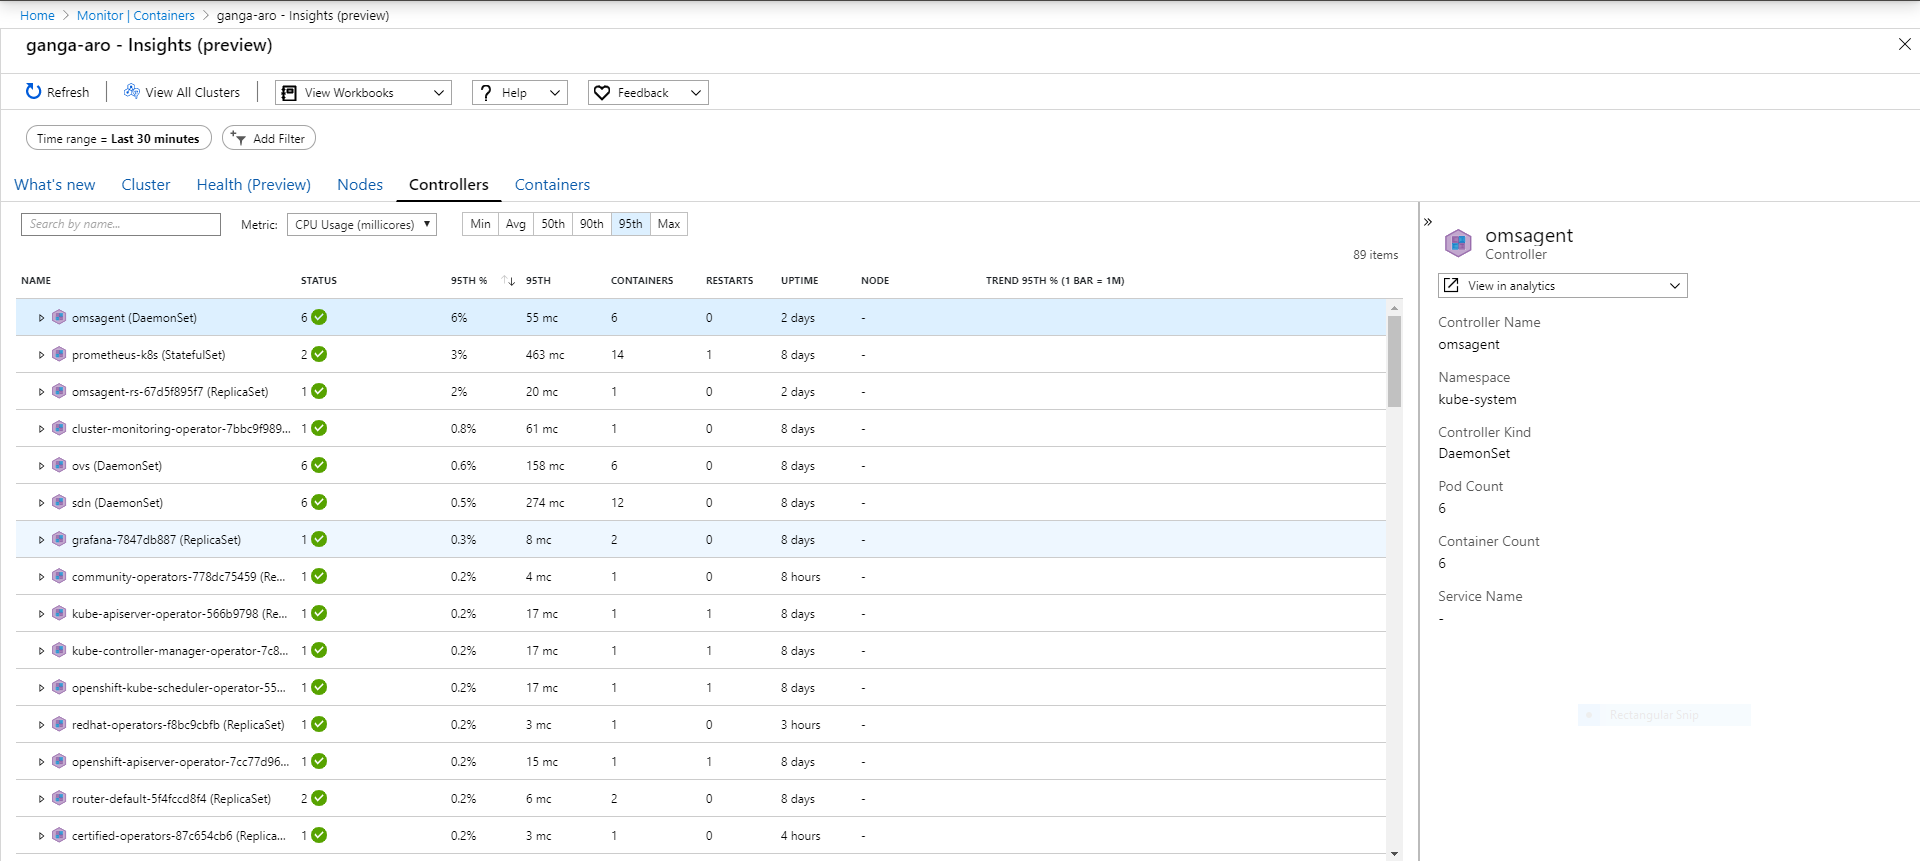 Home > Monitor | Containers > ganga-aro - Insights (preview)
ganga-aro - Insights (preview)
Refresh View All Clusters View Workbooks Help Feedback
Time range = Last 30 minutes Add Filter
What's new Cluster Health (Preview) Nodes Controllers Containers
Search by name... Metric: CPU Usage (millicores) Min Avg 50th 90th 95th Max
89 items
NAME STATUS 95TH % 95TH CONTAINERS RESTARTS UPTIME NODE TREND 95TH % (1 BAR = 1M)
omsagent (DaemonSet) 6 6% 55 mc 6 0 2 days -
prometheus-k8s (StatefulSet) 2 3% 463 mc 14 1 8 days -
omsagent-rs-67d5f895f7 (ReplicaSet) 1 2% 20 mc 1 0 2 days -
cluster-monitoring-operator-7bbc9f989... 1 0.8% 61 mc 1 0 8 days -
ovs (DaemonSet) 6 0.6% 158 mc 6 0 8 days -
sdn (DaemonSet) 6 0.5% 274 mc 12 0 8 days -
grafana-7847db887 (ReplicaSet) 1 0.3% 8 mc 2 0 8 days -
community-operators-778dc75459 (Re... 1 0.2% 4 mc 1 0 8 hours -
kube-apiserver-operator-566b9798 (Re... 1 0.2% 17 mc 1 1 8 days -
kube-controller-manager-operator-7c8... 1 0.2% 17 mc 1 1 8 days -
openshift-kube-scheduler-operator-55... 1 0.2% 17 mc 1 1 8 days -
redhat-operators-f8bc9cbfb (ReplicaSet) 1 0.2% 3 mc 1 0 3 hours -
openshift-apiserver-operator-7cc77d96... 1 0.2% 15 mc 1 1 8 days -
router-default-5f4fccd8f4 (ReplicaSet) 2 0.2% 6 mc 2 0 8 days -
certified-operators-87c654cb6 (Replica... 1 0.2% 3 mc 1 0 4 hours -
omsagent
Controller
View in analytics
Controller Name
omsagent
Namespace
kube-system
Controller Kind
DaemonSet
Pod Count
6
Container Count
6
Service Name
-
Rectangular Snip